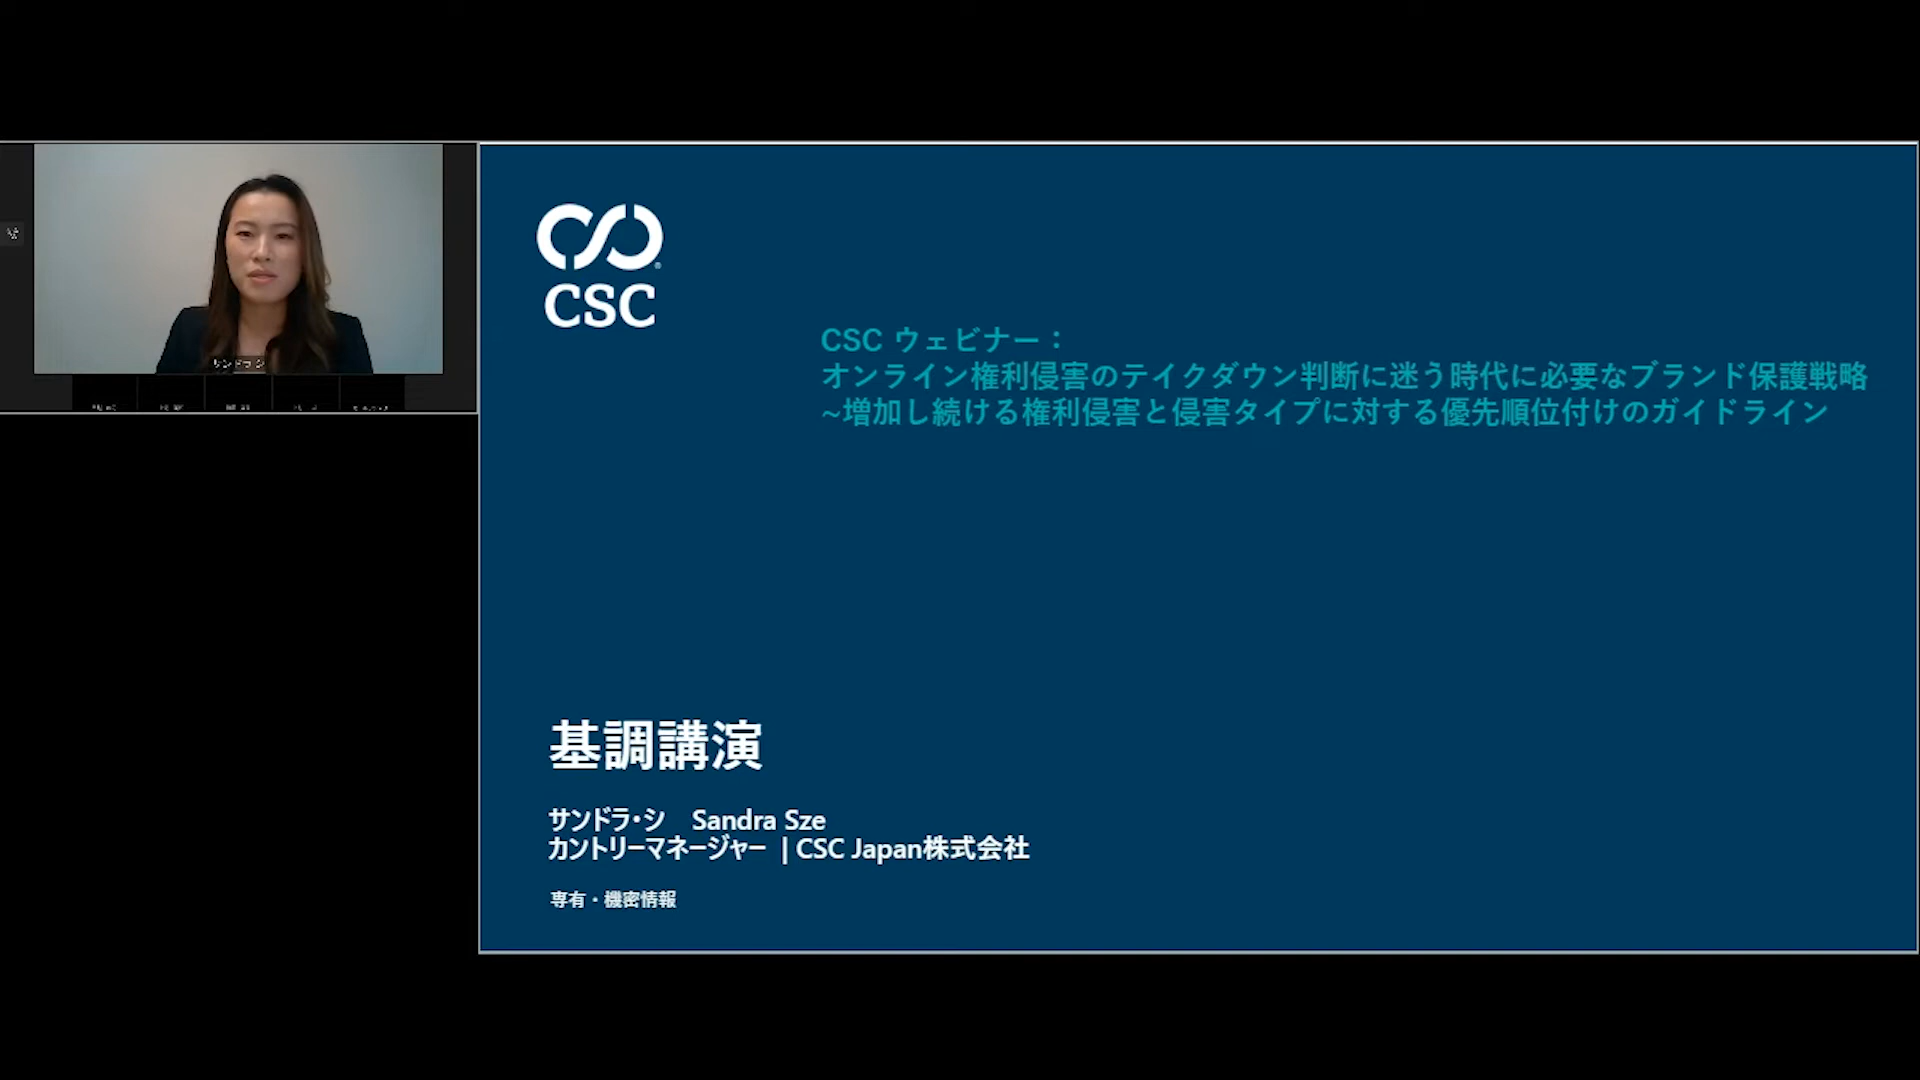 サンドラ シ
CSC
CSC ウェビナー：
オンライン権利侵害のテイクダウン判断に迷う時代に必要なブランド保護戦略
~増加し続ける権利侵害と侵害タイプに対する優先順位付けのガイドライン
基調講演
サンドラ・シ　Sandra Sze
カントリーマネージャー | CSC Japan株式会社
専有・機密情報